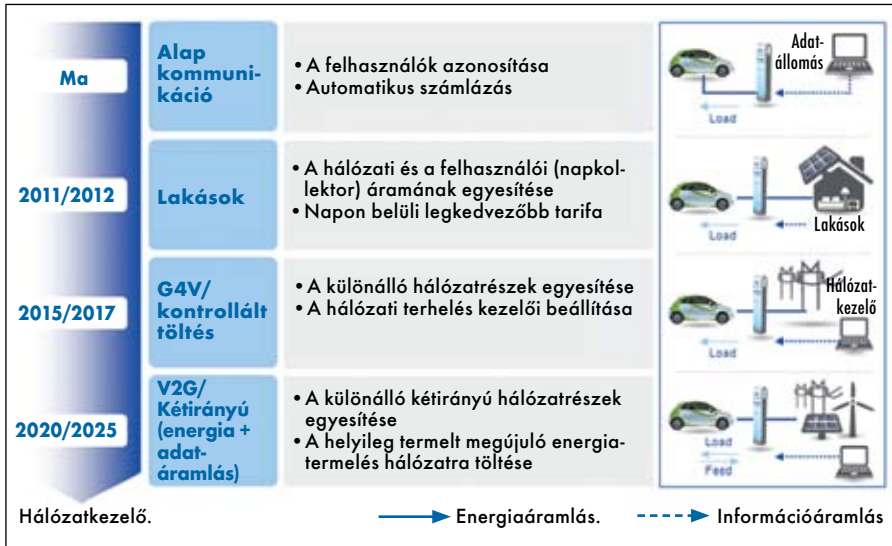 Ma
Alap
kommuni-
káció
• A felhasználók azonosítása
• Automatikus számlázás
Adat-
állomás
Load
2011/2012
Lakások
• A hálózati és a felhasználói (napkol-
lektor) áramának egyesítése
• Napon belüli legkedvezőbb tarifa
Lakások
Load
2015/2017
G4V/
kontrollált
töltés
• A különálló hálózatrészek egyesítése
• A hálózati terhelés kezelői beállítása
Hálózat-
kezelő
Load
2020/2025
V2G/
Kétirányú
(energia +
adat-
áramlás)
• A különálló kétirányú hálózatrészek
egyesítése
• A helyileg termelt megújuló energia-
termelés hálózatra töltése
Load
Feed
Hálózatkezelő.
Energiaáramlás.
Információáramlás